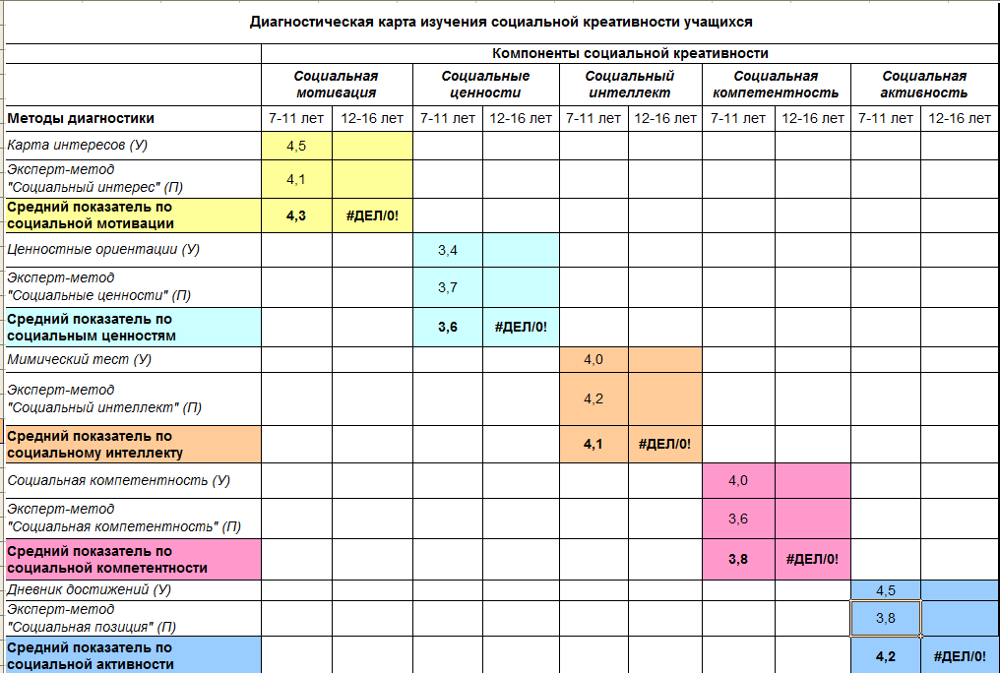 Диагностическая карта изучения социальной креативности учащихся
Компоненты социальной креативности
Социальная мотивация Социальные ценности Социальный интеллект Социальная компетентность Социальная активность
Методы диагностики 7-11 лет 12-16 лет 7-11 лет 12-16 лет 7-11 лет 12-16 лет 7-11 лет 12-16 лет 7-11 лет 12-16 лет
Карта интересов (У) 4,5
Эксперт-метод
"Социальный интерес" (П) 4,1
Средний показатель по
социальной мотивации 4,3 #ДЕЛ/0!
Ценностные ориентации (У) 3,4
Эксперт-метод
"Социальные ценности" (П) 3,7
Средний показатель по
социальным ценностям 3,6 #ДЕЛ/0!
Мимический тест (У) 4,0
Эксперт-метод
"Социальный интеллект" (П) 4,2
Средний показатель по
социальному интеллекту 4,1 #ДЕЛ/0!
Социальная компетентность (У) 4,0
Эксперт-метод
"Социальная компетентность" (П) 3,6
Средний показатель по
социальной компетентности 3,8 #ДЕЛ/0!
Дневник достижений (У) 4,5
Эксперт-метод
"Социальная позиция" (П) 3,8
Средний показатель по
социальной активности 4,2 #ДЕЛ/0!